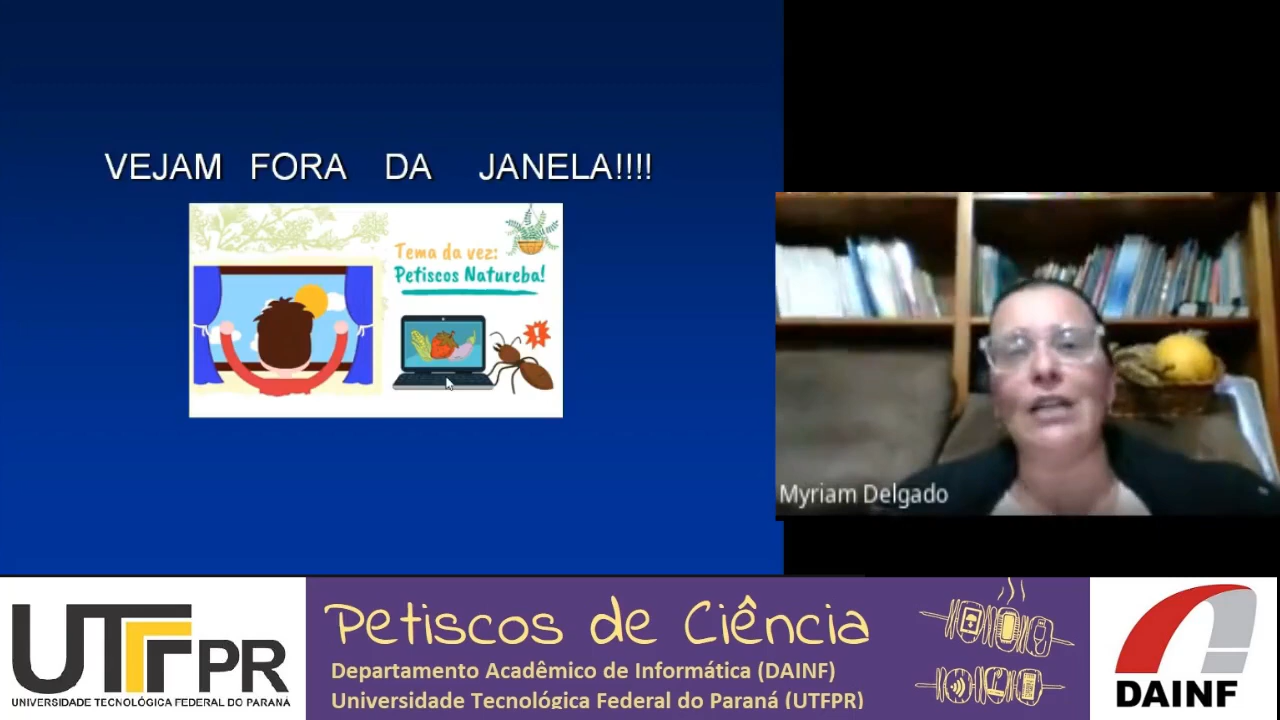 VEJAM FORA DA JANELA!!!!
Tema da vez:
Petiscos Natureba!
!
Myriam Delgado
UTFPR
UNIVERSIDADE TECNOLÓGICA FEDERAL DO PARANÁ
Petiscos de Ciência
Departamento Acadêmico de Informática (DAINF)
Universidade Tecnológica Federal do Paraná (UTFPR)
DAINF